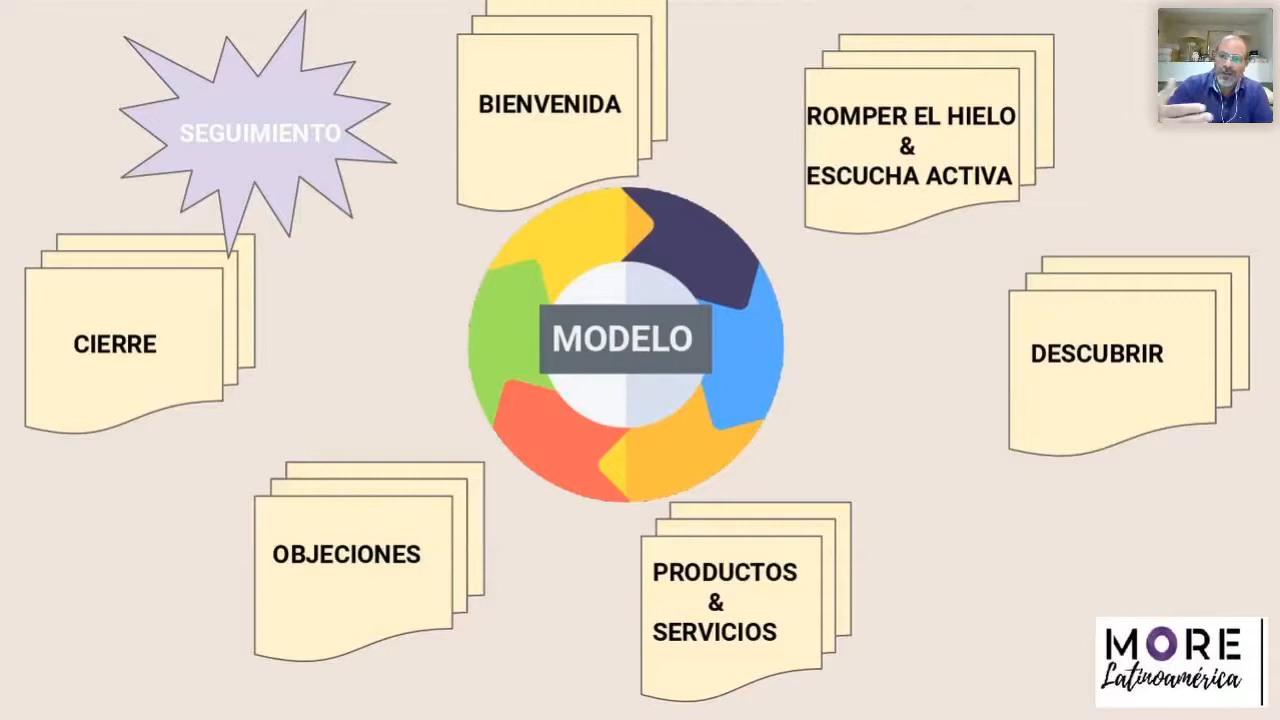 SEGUIMIENTO
BIENVENIDA
ROMPER EL HIELO
&
ESCUCHA ACTIVA
CIERRE
MODELO
DESCUBRIR
OBJECIONES
PRODUCTOS
&
SERVICIOS
MORE
Latinoamérica